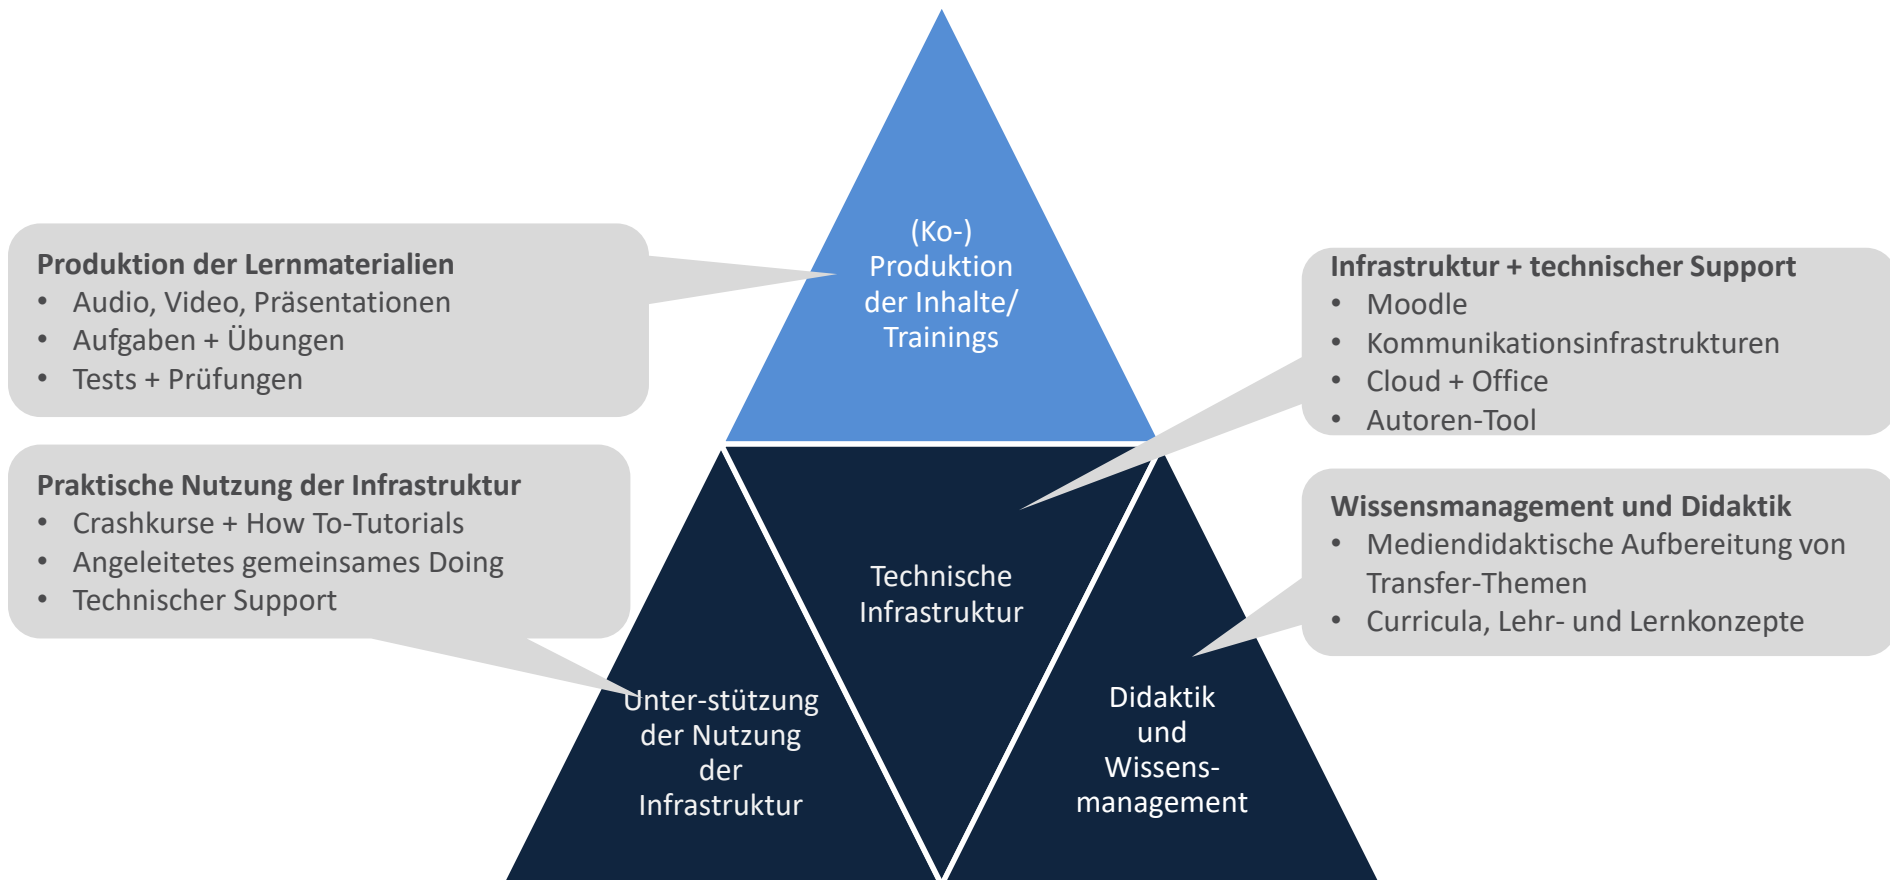 (Ko-)
Produktion
der Inhalte/
Trainings
Produktion der Lernmaterialien
• Audio, Video, Präsentationen
• Aufgaben + Übungen
• Tests + Prüfungen
Infrastruktur + technischer Support
• Moodle
• Kommunikationsinfrastrukturen
• Cloud + Office
• Autoren-Tool
Praktische Nutzung der Infrastruktur
• Crashkurse + How To-Tutorials
• Angeleitetes gemeinsames Doing
• Technischer Support
Wissensmanagement und Didaktik
• Mediendidaktische Aufbereitung von
Transfer-Themen
• Curricula, Lehr- und Lernkonzepte
Technische
Infrastruktur
Unter-stützung
der Nutzung
der
Infrastruktur
Didaktik
und
Wissens-
management